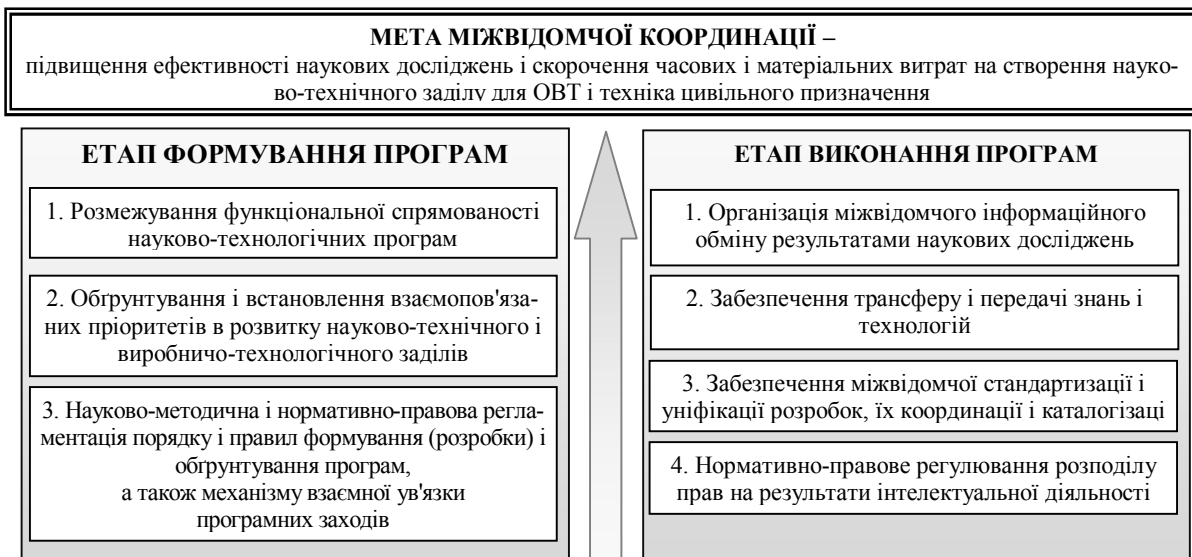 МЕТА МІЖВІДОМЧОЇ КООРДИНАЦІЇ –
підвищення ефективності наукових досліджень і скорочення часових і матеріальних витрат на створення науко-
во-технічного заділу для ОВТ і техніка цивільного призначення
ЕТАП ФОРМУВАННЯ ПРОГРАМ
1. Розмежування функціональної спрямованості
науково-технологічних програм
2. Обґрунтування і встановлення взаємопов'яза-
них пріоритетів в розвитку науково-технічного і
виробничо-технологічного заділів
3. Науково-методична і нормативно-правова регла-
ментація порядку і правил формування (розробки) і
обґрунтування програм,
а також механізму взаємної ув'язки
програмних заходів
ЕТАП ВИКОНАННЯ ПРОГРАМ
1. Організація міжвідомчого інформаційного
обміну результатами наукових досліджень
2. Забезпечення трансферу і передачі знань і
технологій
3. Забезпечення міжвідомчої стандартизації і
уніфікації розробок, їх координації і каталогізаці
4. Нормативно-правове регулювання розподілу
прав на результати інтелектуальної діяльності